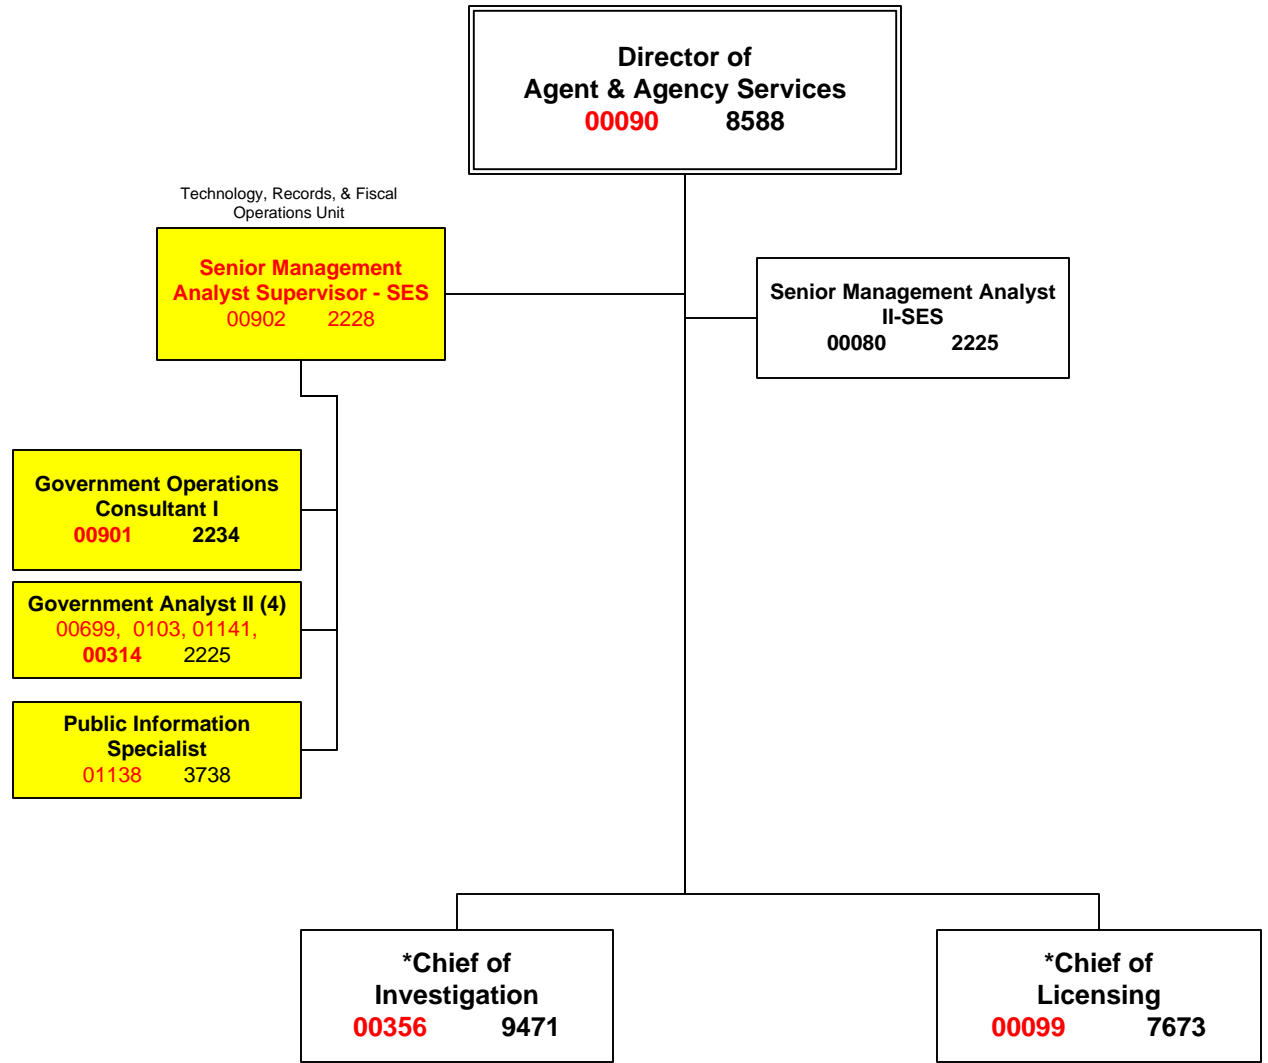 Director of
Agent & Agency Services
00090 8588
Technology, Records, & Fiscal
Operations Unit
Senior Management
Analyst Supervisor - SES
00902 2228
Senior Management Analyst
II-SES
00080 2225
Government Operations
Consultant I
00901 2234
Government Analyst II (4)
00699, 0103, 01141,
00314 2225
Public Information
Specialist
01138 3738
*Chief of
Investigation
00356 9471
*Chief of
Licensing
00099 7673